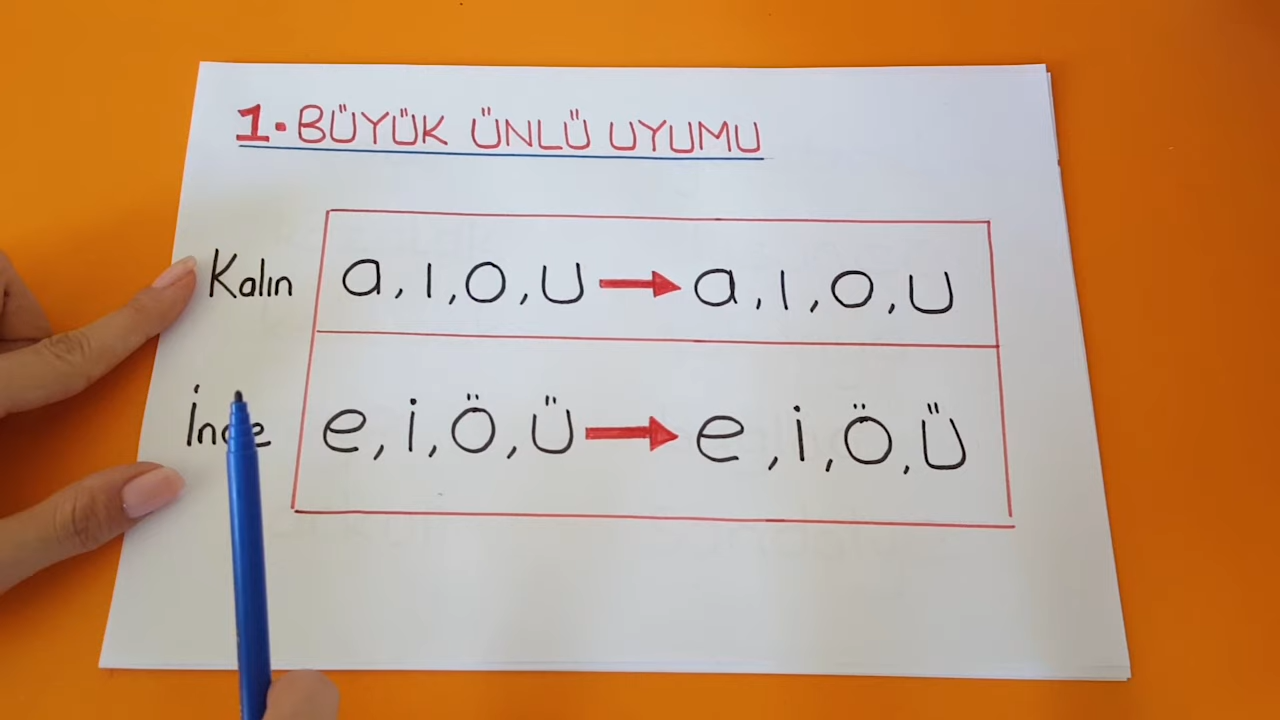 1. BÜYÜK ÜNLÜ UYUMU
Kalın a, ı, o, u → a, ı, o, u
İnce e, i, ö, ü → e, i, ö, ü